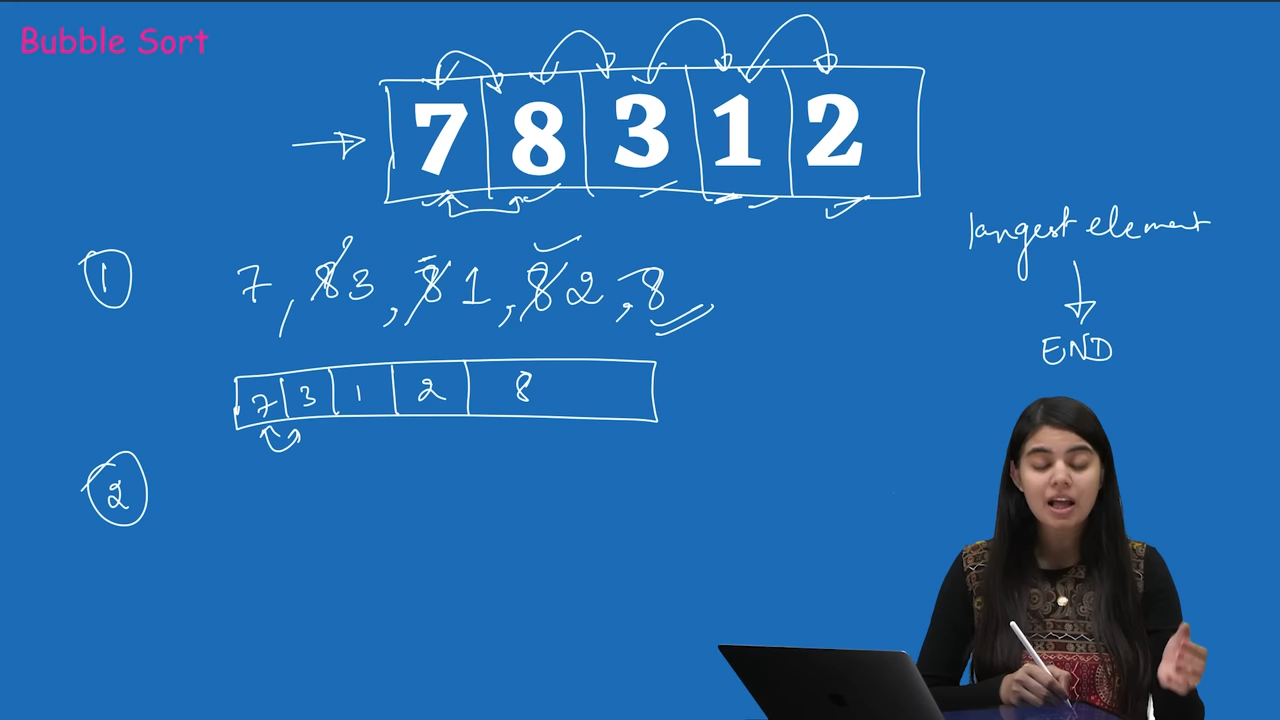 Bubble Sort
7 8 3 1 2
largest element
END
1
7, 8 3, 8 1, 8 2, 8
7 3 1 2 8
2